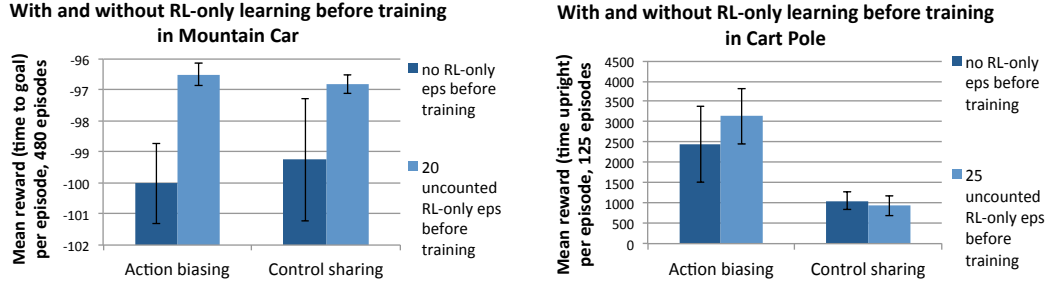 With and without RL-only learning before training
in Mountain Car
Mean reward (time to goal)
per episode, 480 episodes
-96
-97
-98
-99
-100
-101
-102
Action biasing
Control sharing
no RL-only
eps before
training
20
uncounted
RL-only eps
before
training
With and without RL-only learning before training
in Cart Pole
Mean reward (time upright)
per episode, 125 episodes
4500
4000
3500
3000
2500
2000
1500
1000
500
0
Action biasing
Control sharing
no RL-only
eps before
training
25
uncounted
RL-only eps
before
training